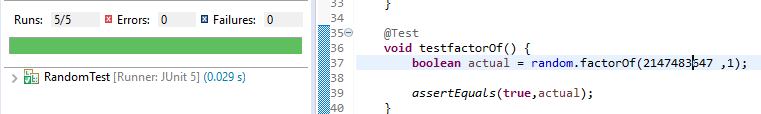 Runs: 5/5 Errors: 0 Failures: 0
RandomTest [Runner: JUnit 5] (0.029 s)
33 }
34
35 @Test
36 void testfactorOf() {
37 boolean actual = random.factorOf(2147483647 ,1);
38
39 assertEquals(true,actual);
40 }